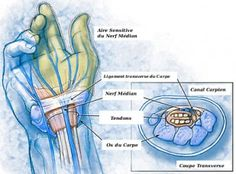 Aire Sensitive
du Nerf Médian
Ligament transverse du Carpe
Canal Carpien
Nerf Médian
Tendons
Os du Carpe
Coupe Transverse